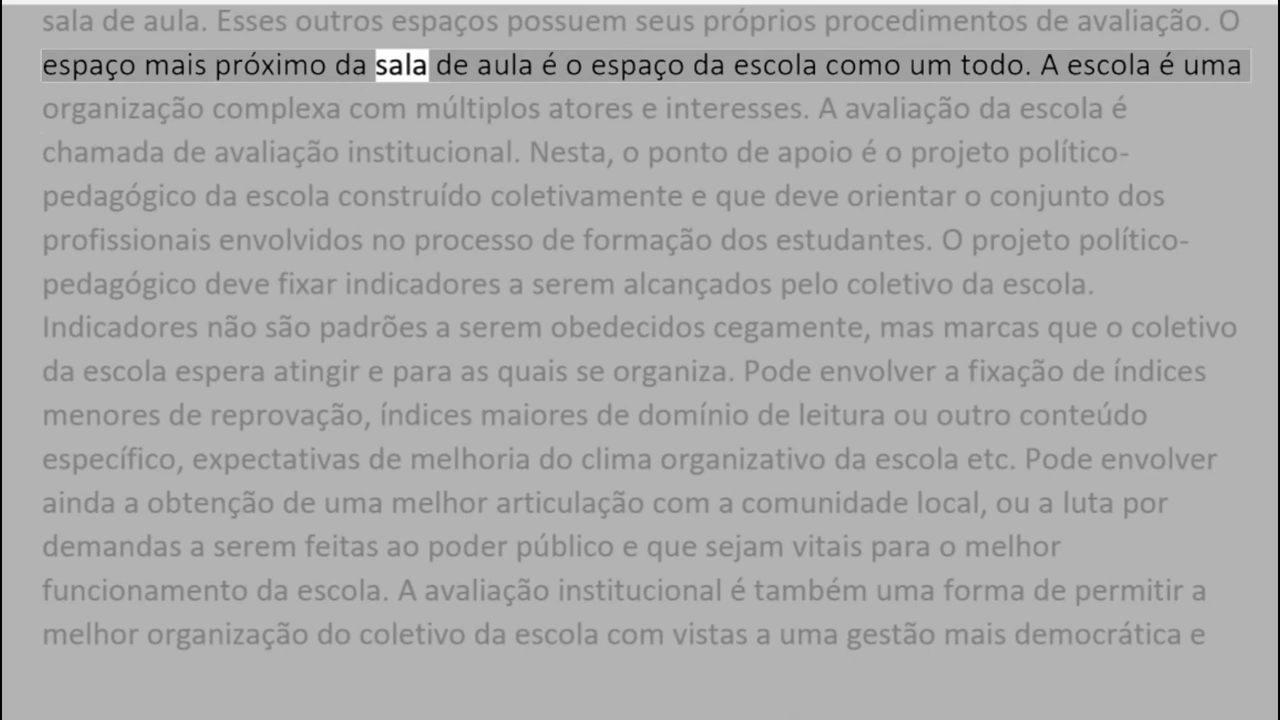 sala de aula. Esses outros espaços possuem seus próprios procedimentos de avaliação. O
espaço mais próximo da sala de aula é o espaço da escola como um todo. A escola é uma
organização complexa com múltiplos atores e interesses. A avaliação da escola é
chamada de avaliação institucional. Nesta, o ponto de apoio é o projeto político-
pedagógico da escola construído coletivamente e que deve orientar o conjunto dos
profissionais envolvidos no processo de formação dos estudantes. O projeto político-
pedagógico deve fixar indicadores a serem alcançados pelo coletivo da escola.
Indicadores não são padrões a serem obedecidos cegamente, mas marcas que o coletivo
da escola espera atingir e para as quais se organiza. Pode envolver a fixação de índices
menores de reprovação, índices maiores de domínio de leitura ou outro conteúdo
específico, expectativas de melhoria do clima organizativo da escola etc. Pode envolver
ainda a obtenção de uma melhor articulação com a comunidade local, ou a luta por
demandas a serem feitas ao poder público e que sejam vitais para o melhor
funcionamento da escola. A avaliação institucional é também uma forma de permitir a
melhor organização do coletivo da escola com vistas a uma gestão mais democrática e